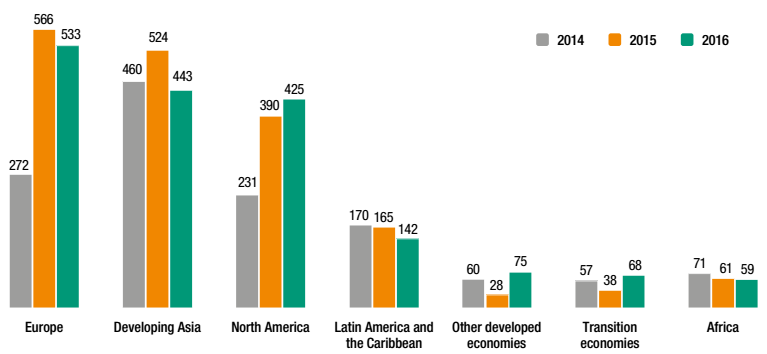 2014 2015 2016
272 566 533
460 524 443
231 390 425
170 165 142
60 28 75
57 38 68
71 61 59
Europe
Developing Asia
North America
Latin America and
the Caribbean
Other developed
economies
Transition
economies
Africa